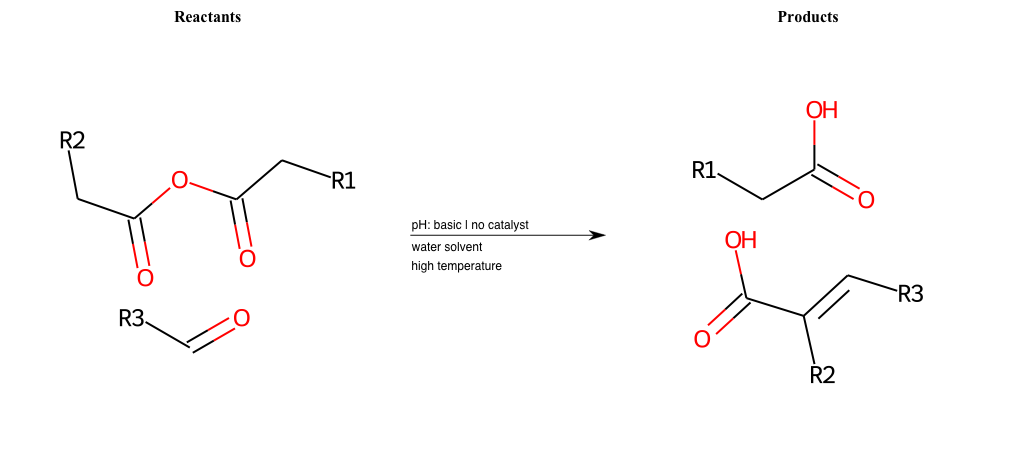 Reactants
Products
R2
O
R1
O
O
R3
O
pH: basic | no catalyst
water solvent
high temperature
OH
R1
O
OH
R3
O
R2